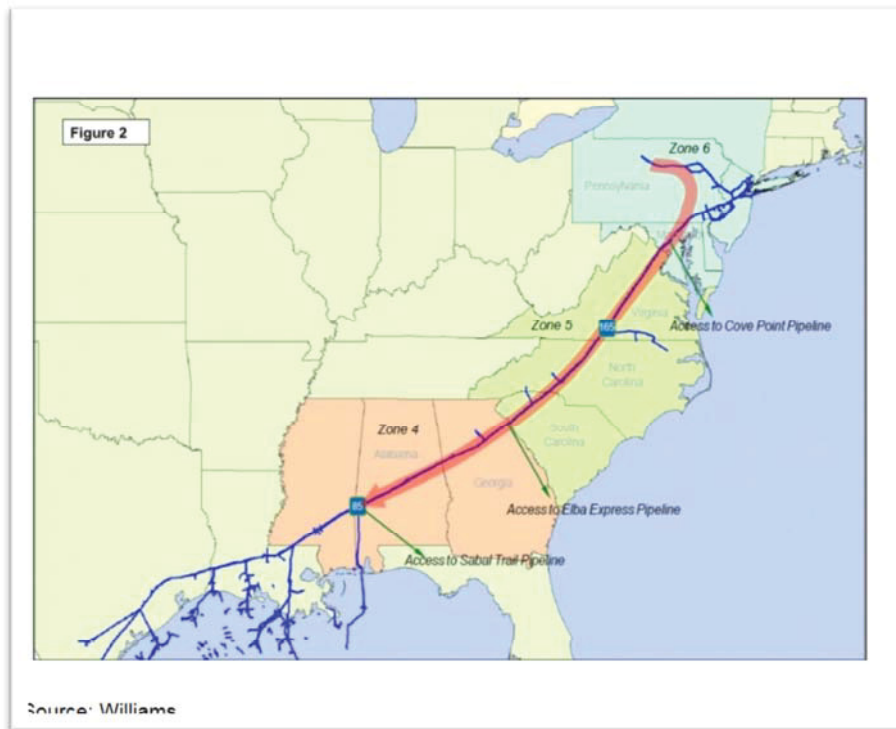 Figure 2
Zone 6
Pennsylvania
Virginia
Access to Cove Point Pipeline
Zone 5
165
North
Carolina
Zone 4
Alabama
South
Carolina
Georgia
85
Access to Elba Express Pipeline
Access to Sabal Trail Pipeline
Source: Williams